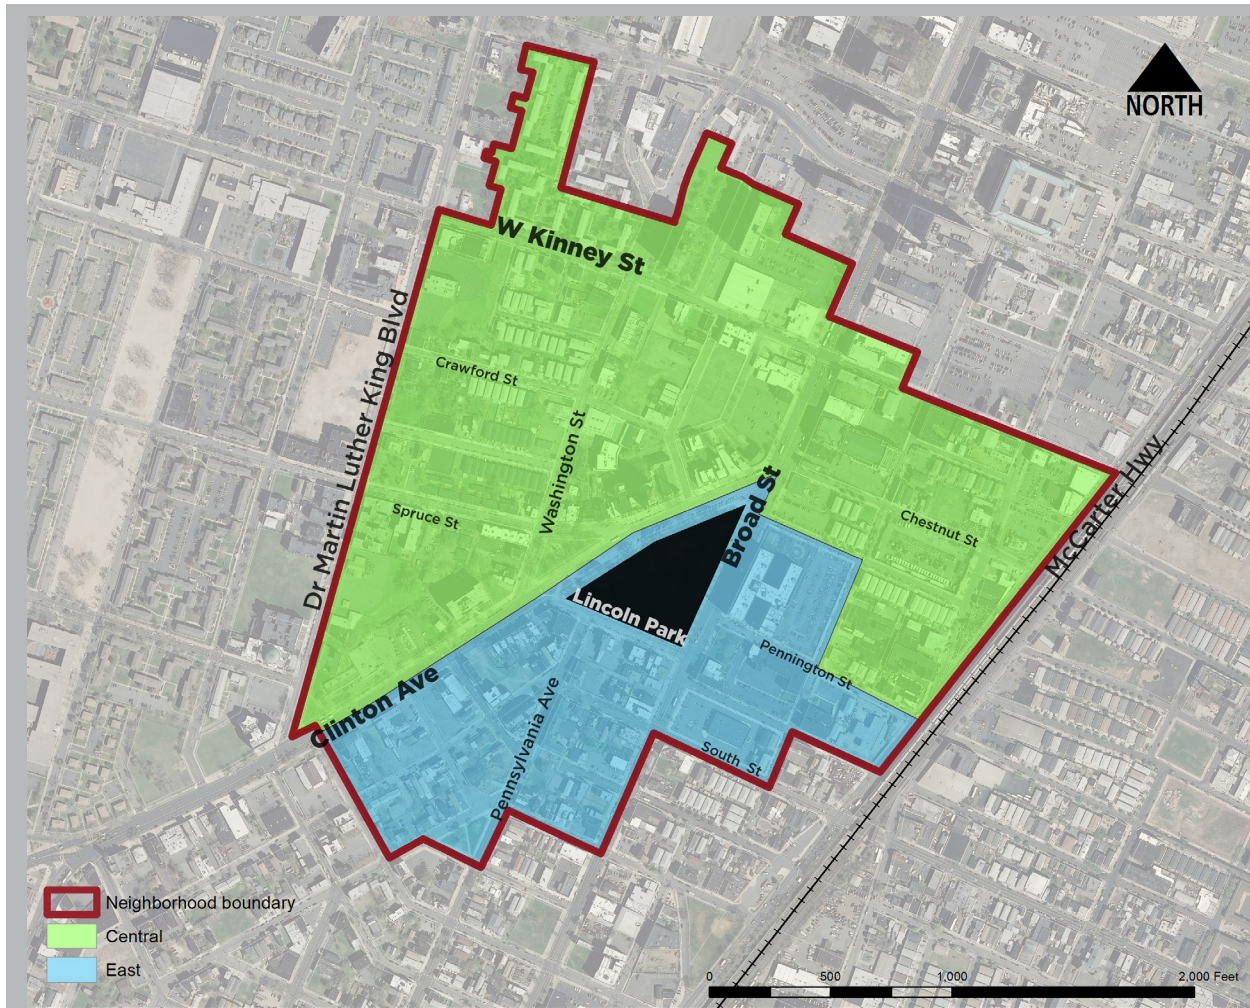 NORTH
W Kinney St
Dr Martin Luther King Blvd
Crawford St
Washington St
Spruce St
Broad St
Chestnut St
McCarter Hwy
Lincoln Park
Pennington St
Clinton Ave
Pennsylvania Ave
South St
Neighborhood boundary
Central
East
0 500 1,000 2,000 Feet